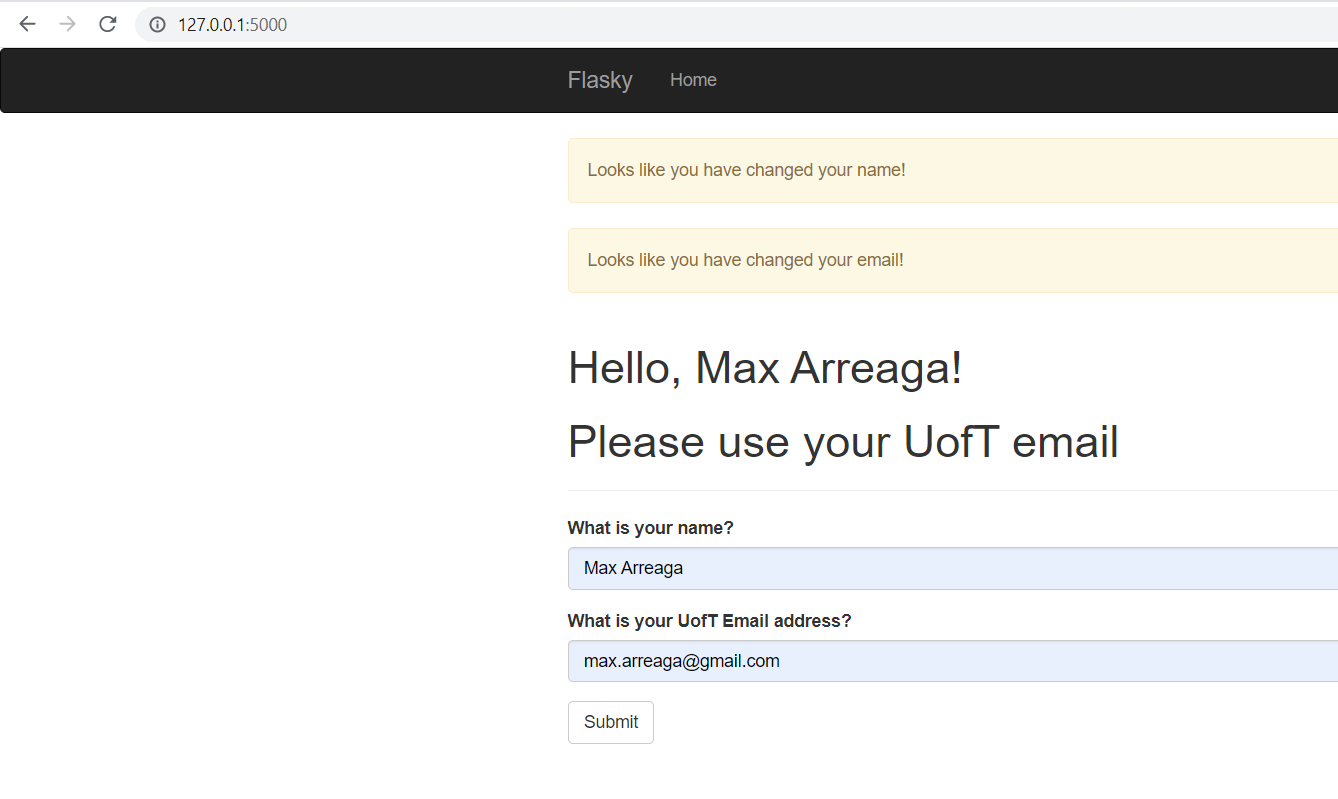 127.0.0.1:5000
Flasky Home
Looks like you have changed your name!
Looks like you have changed your email!
Hello, Max Arreaga!
Please use your UofT email
What is your name?
Max Arreaga
What is your UofT Email address?
max.arreaga@gmail.com
Submit